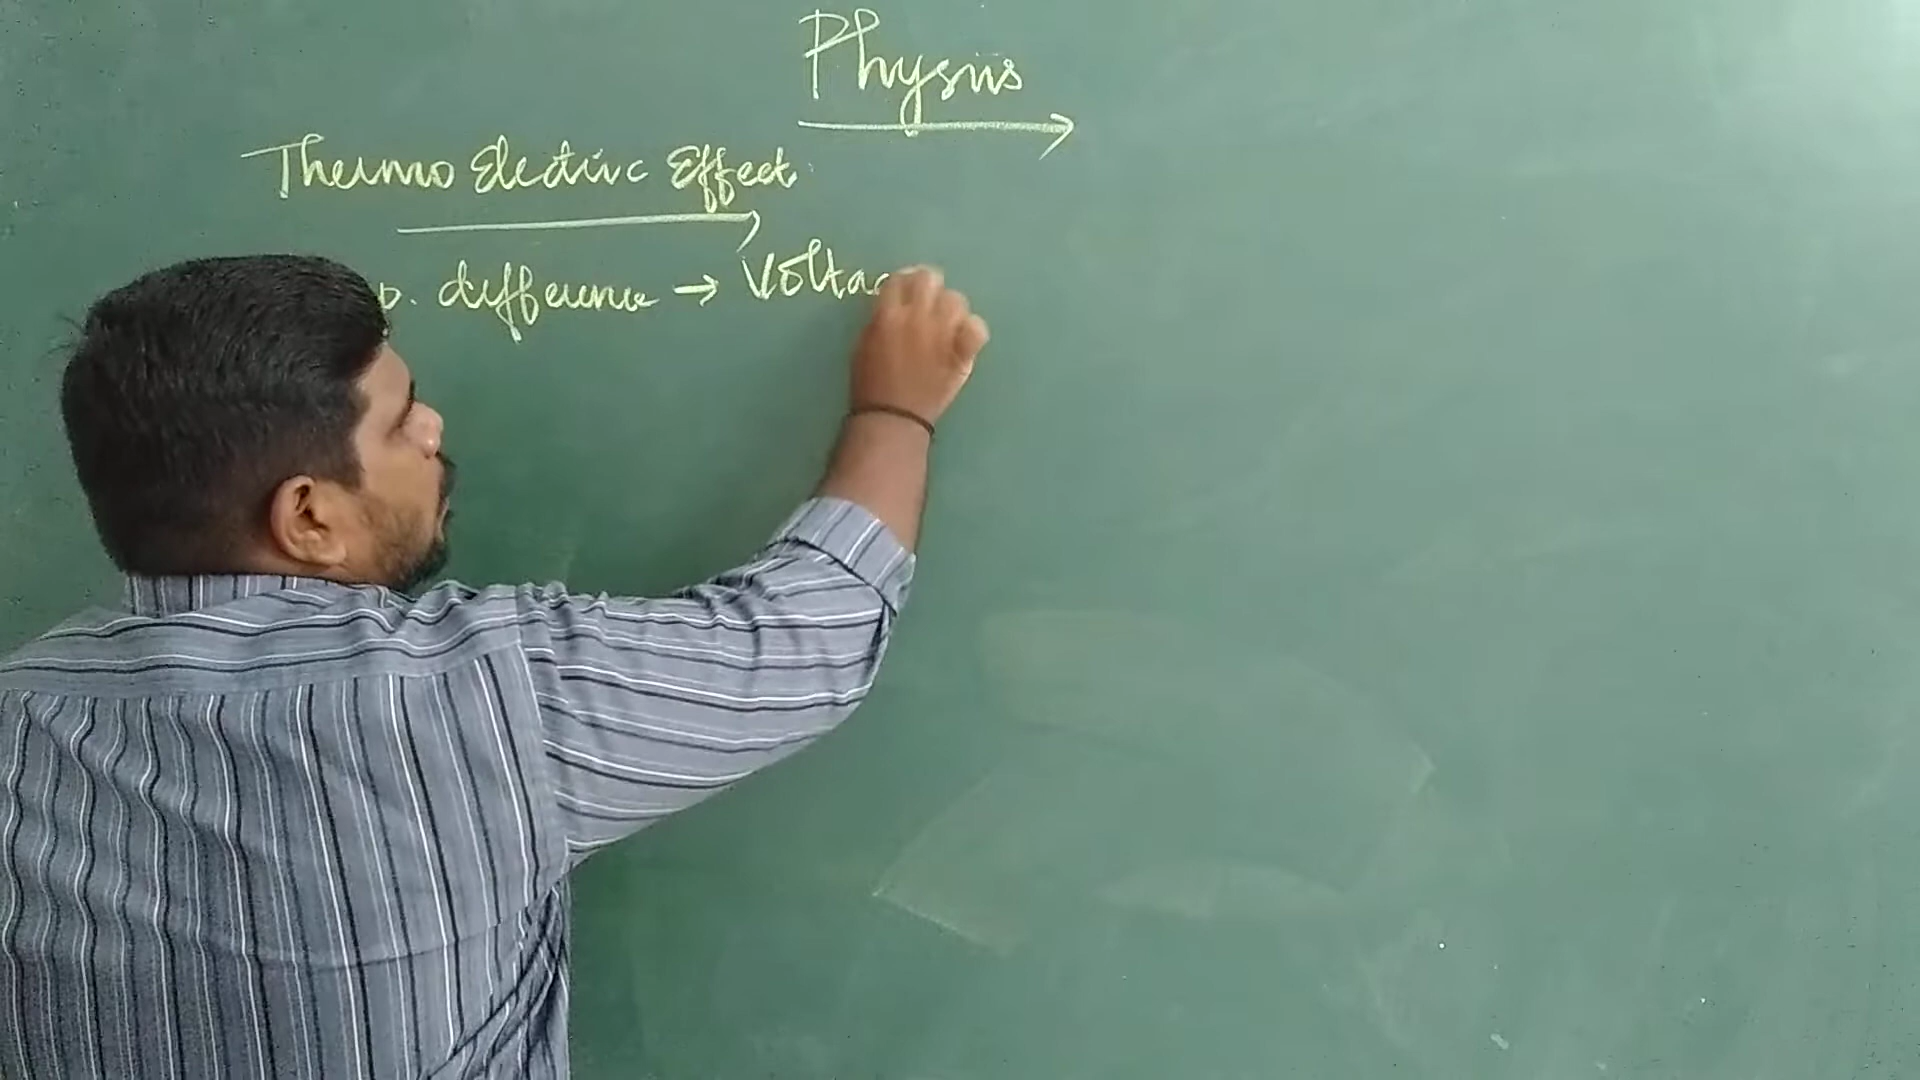 Physics
Thermo Electric Effect
p. difference → Volta